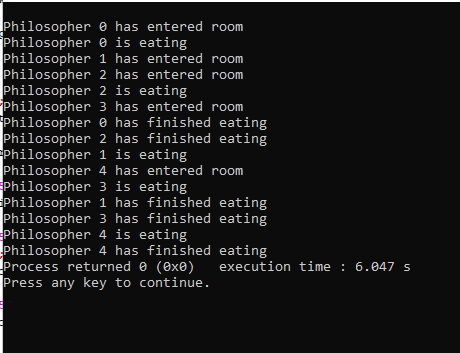 Philosopher 0 has entered room
Philosopher 0 is eating
Philosopher 1 has entered room
Philosopher 2 has entered room
Philosopher 2 is eating
Philosopher 3 has entered room
Philosopher 0 has finished eating
Philosopher 2 has finished eating
Philosopher 1 is eating
Philosopher 4 has entered room
Philosopher 3 is eating
Philosopher 1 has finished eating
Philosopher 3 has finished eating
Philosopher 4 is eating
Philosopher 4 has finished eating
Process returned 0 (0x0)   execution time : 6.047 s
Press any key to continue.